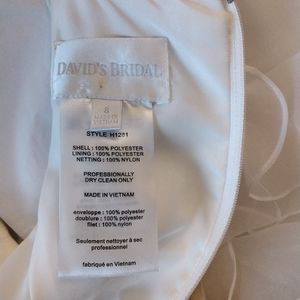 DAVID'S BRIDAL
8
MADE IN
VIETNAM
STYLE H1281
SHELL : 100% POLYESTER
LINING : 100% POLYESTER
NETTING : 100% NYLON
PROFESSIONALLY
DRY CLEAN ONLY
MADE IN VIETNAM
enveloppe : 100% polyester
doublure : 100% polyester
filet : 100% nylon
Seulement nettoyer à sec
professionnel
fabriqué en Vietnam